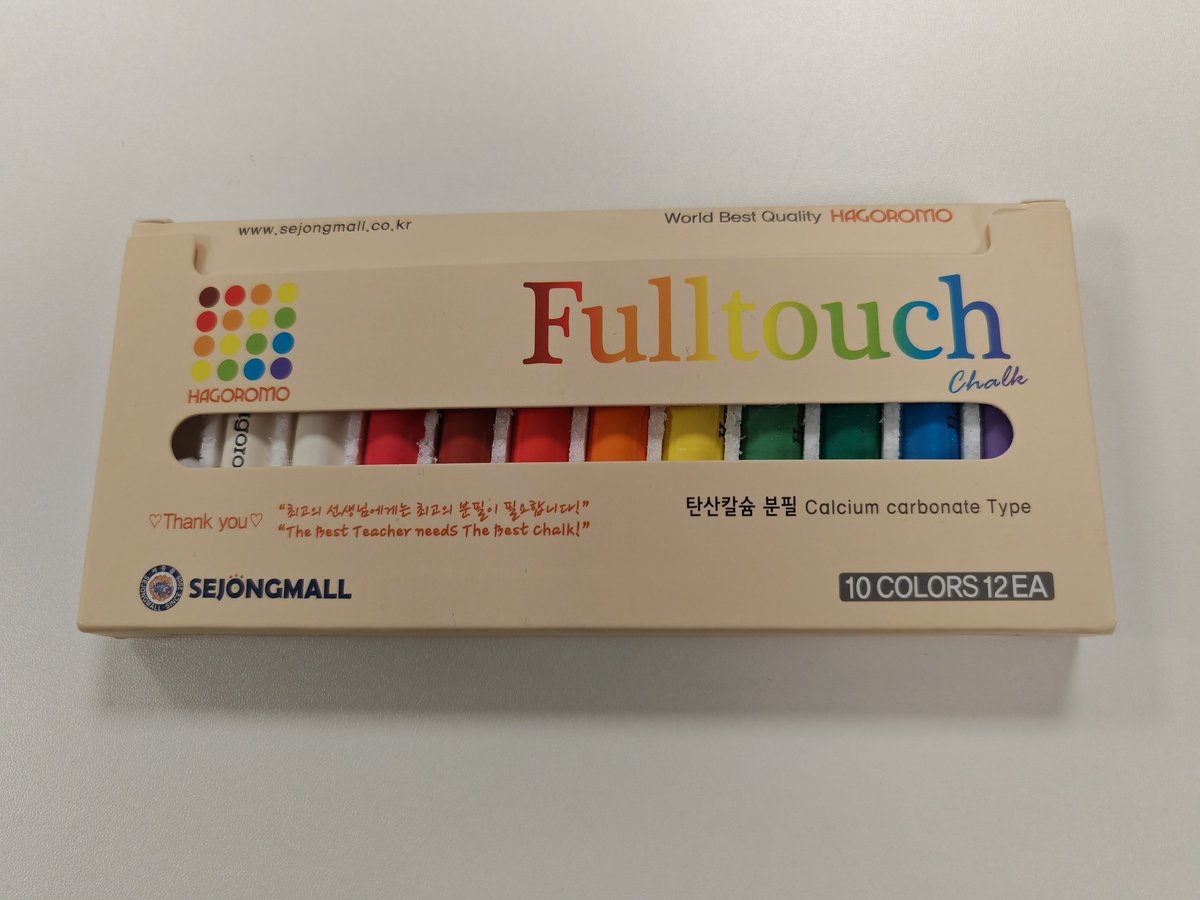 www.sejongmall.co.kr
World Best Quality HAGOROMO
Fulltouch
Chalk
HAGOROMO
agoro
♡Thank you♡
“최고의 선생님에게는 최고의 분필이 필요합니다!”
“The Best Teacher needS The Best Chalk!”
탄산칼슘 분필 Calcium carbonate Type
SEJONGMALL
10 COLORS 12 EA